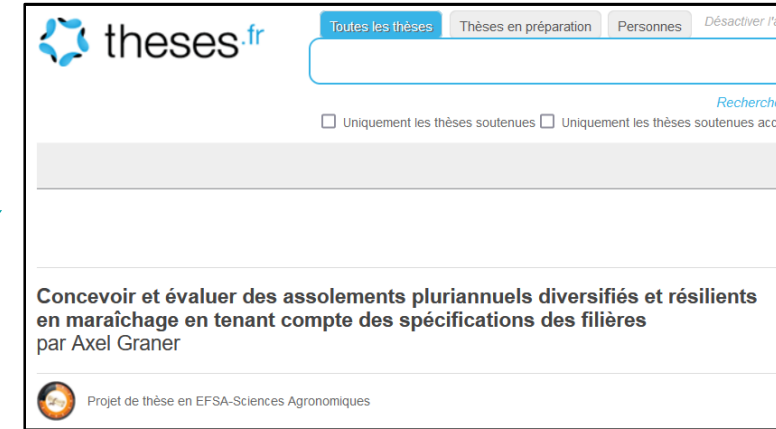 theses.fr
Toutes les thèses Thèses en préparation Personnes Désactiver l'a
Recherche
Uniquement les thèses soutenues Uniquement les thèses soutenues acc
Concevoir et évaluer des assolements pluriannuels diversifiés et résilients
en maraîchage en tenant compte des spécifications des filières
par Axel Graner
Projet de thèse en EFSA-Sciences Agronomiques